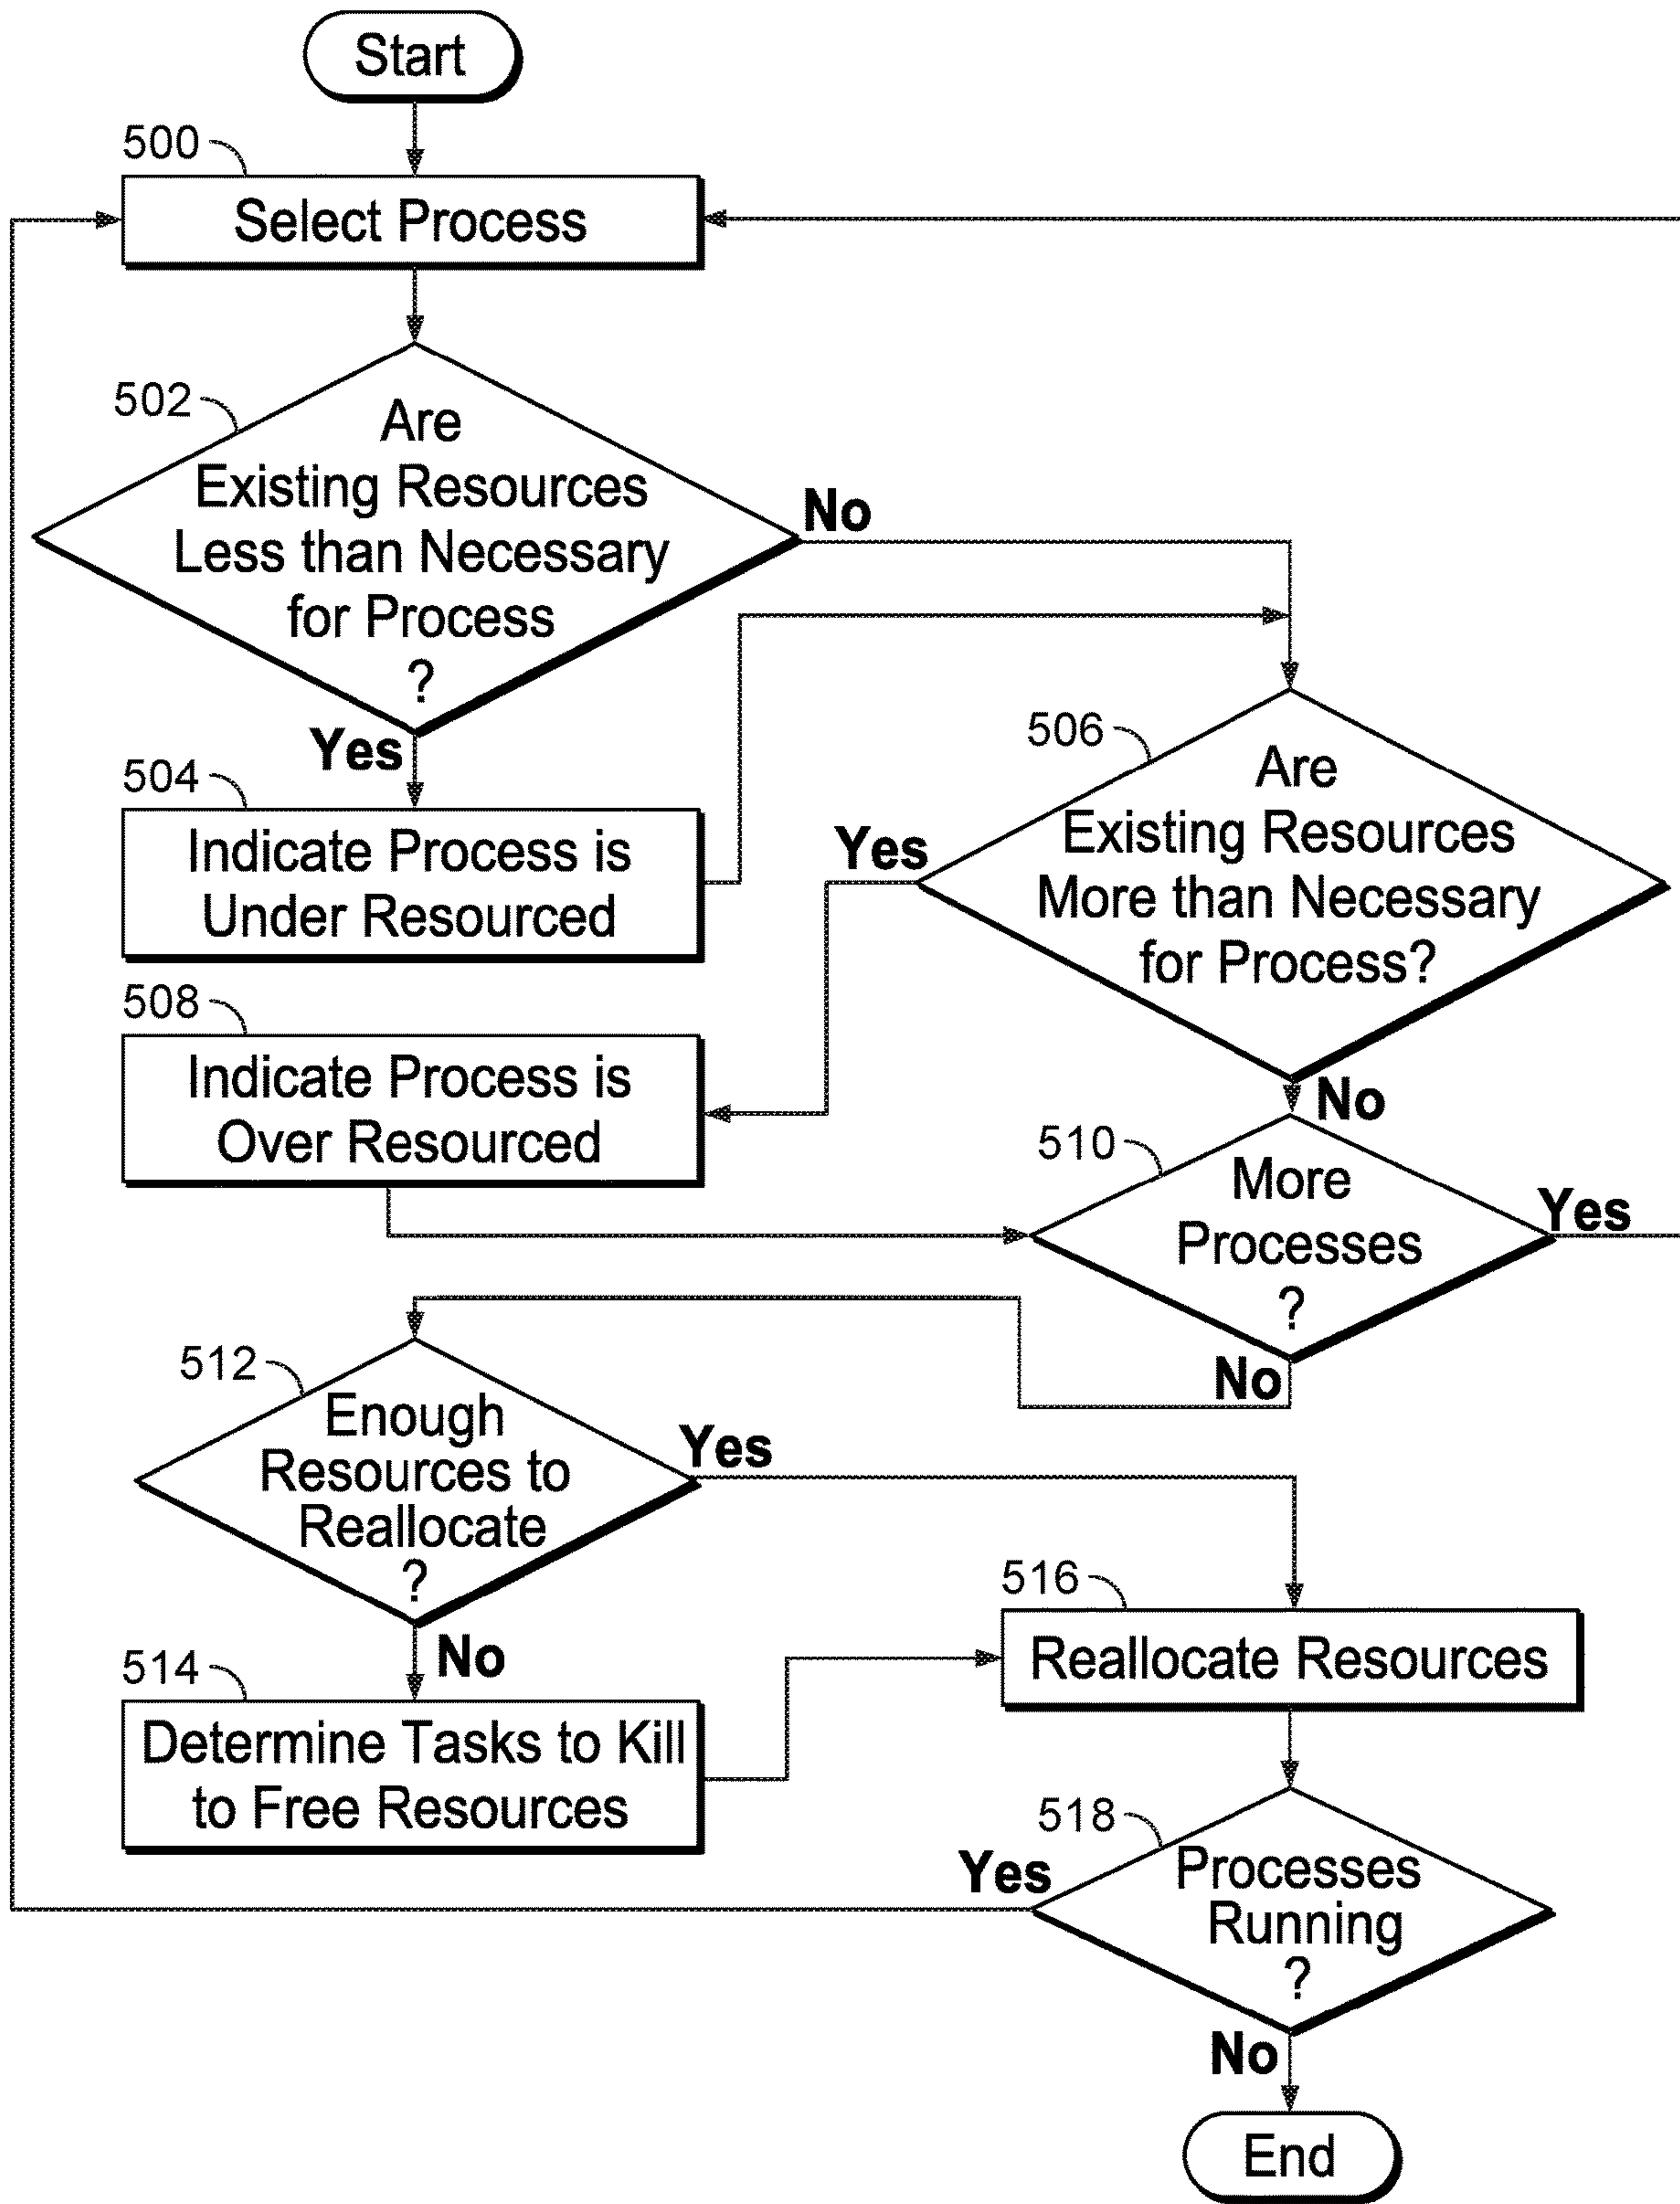 Start
500
Select Process
502
Are
Existing Resources
Less than Necessary
for Process
?
No
Yes
504
Indicate Process is
Under Resourced
506
Are
Existing Resources
More than Necessary
for Process?
Yes
No
508
Indicate Process is
Over Resourced
510
More
Processes
?
Yes
No
512
Enough
Resources to
Reallocate
?
Yes
No
514
Determine Tasks to Kill
to Free Resources
516
Reallocate Resources
518
Processes
Running
?
Yes
No
End